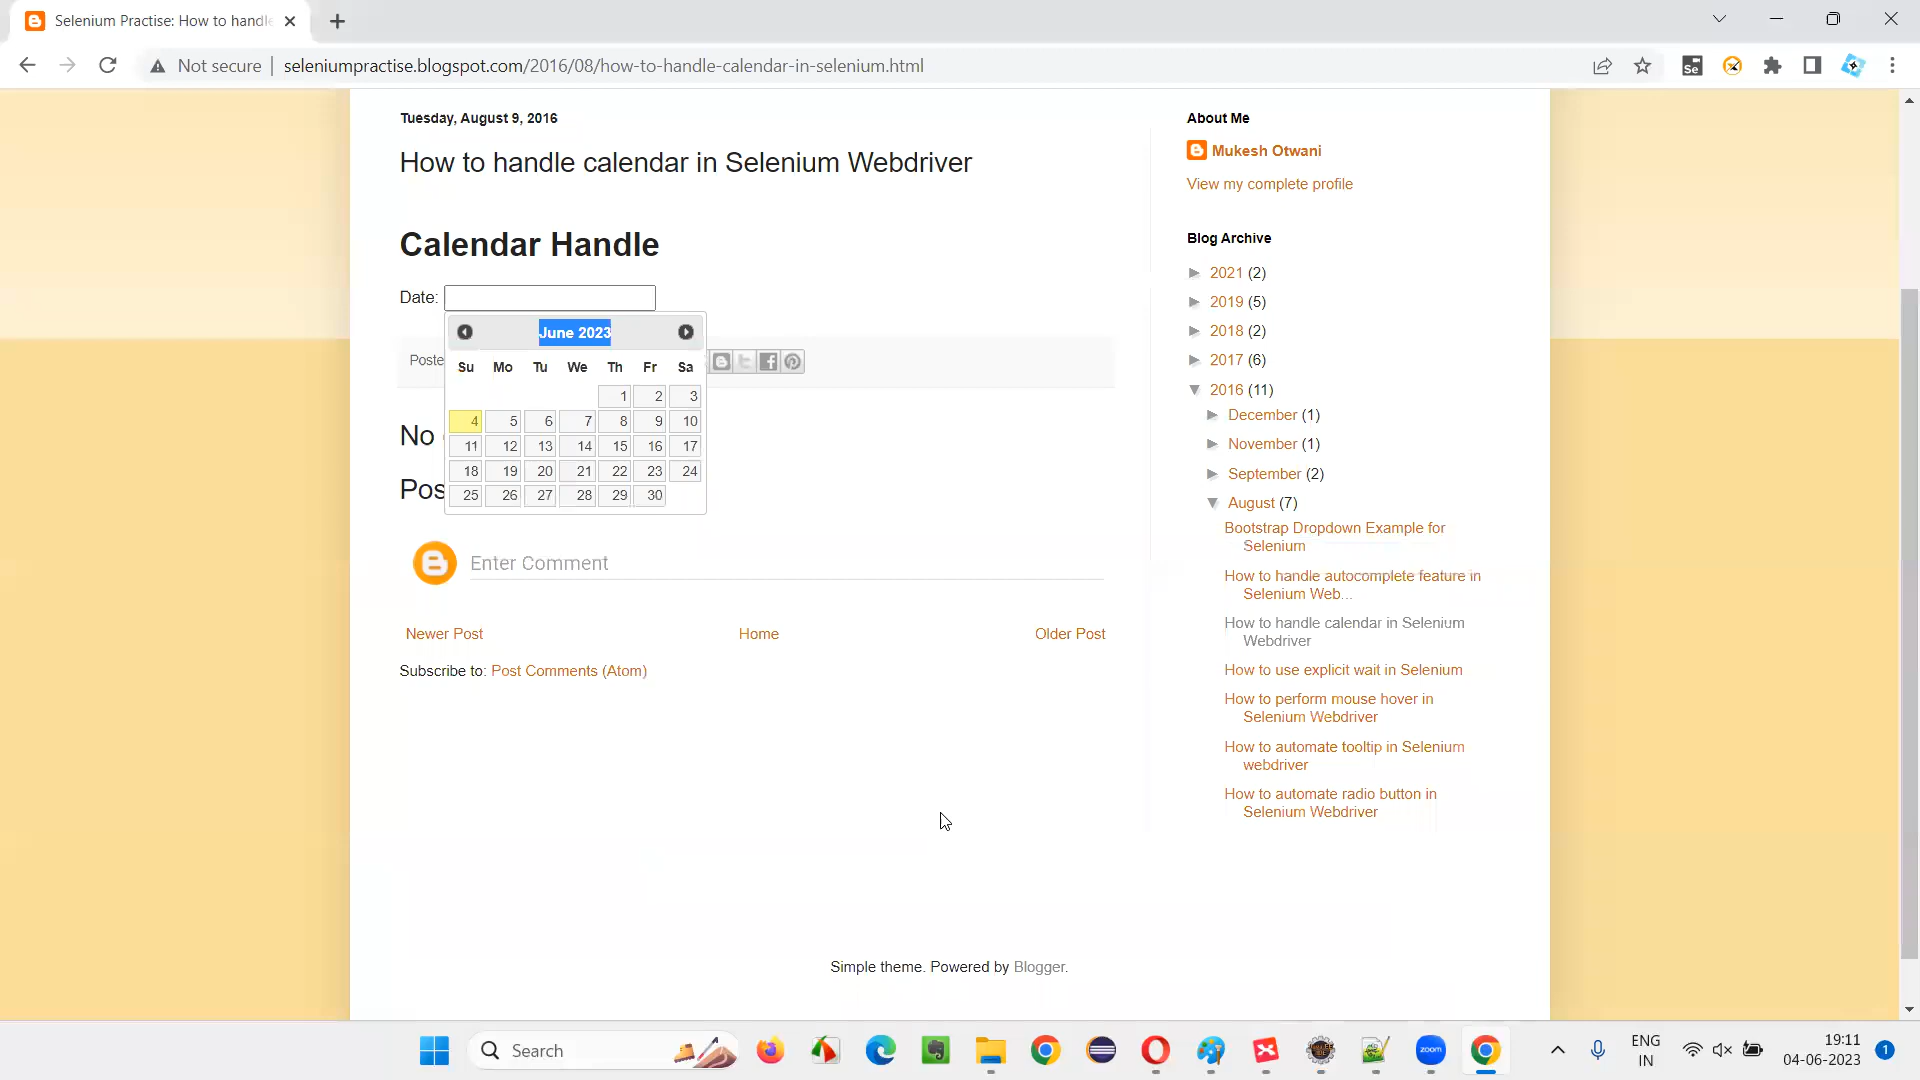 Selenium Practise: How to handle
Not secure
seleniumpractise.blogspot.com/2016/08/how-to-handle-calendar-in-selenium.html
Tuesday, August 9, 2016
How to handle calendar in Selenium Webdriver
Calendar Handle
Date:
June 2023
Su Mo Tu We Th Fr Sa
1 2 3
4 5 6 7 8 9 10
11 12 13 14 15 16 17
18 19 20 21 22 23 24
25 26 27 28 29 30
Poste
No
Pos
Enter Comment
Newer Post
Home
Older Post
Subscribe to: Post Comments (Atom)
About Me
Mukesh Otwani
View my complete profile
Blog Archive
► 2021 (2)
► 2019 (5)
► 2018 (2)
► 2017 (6)
▼ 2016 (11)
► December (1)
► November (1)
► September (2)
▼ August (7)
Bootstrap Dropdown Example for
Selenium
How to handle autocomplete feature in
Selenium Web...
How to handle calendar in Selenium
Webdriver
How to use explicit wait in Selenium
How to perform mouse hover in
Selenium Webdriver
How to automate tooltip in Selenium
webdriver
How to automate radio button in
Selenium Webdriver
Simple theme. Powered by Blogger.
Search
zoom
ENG
IN
19:11
04-06-2023
1